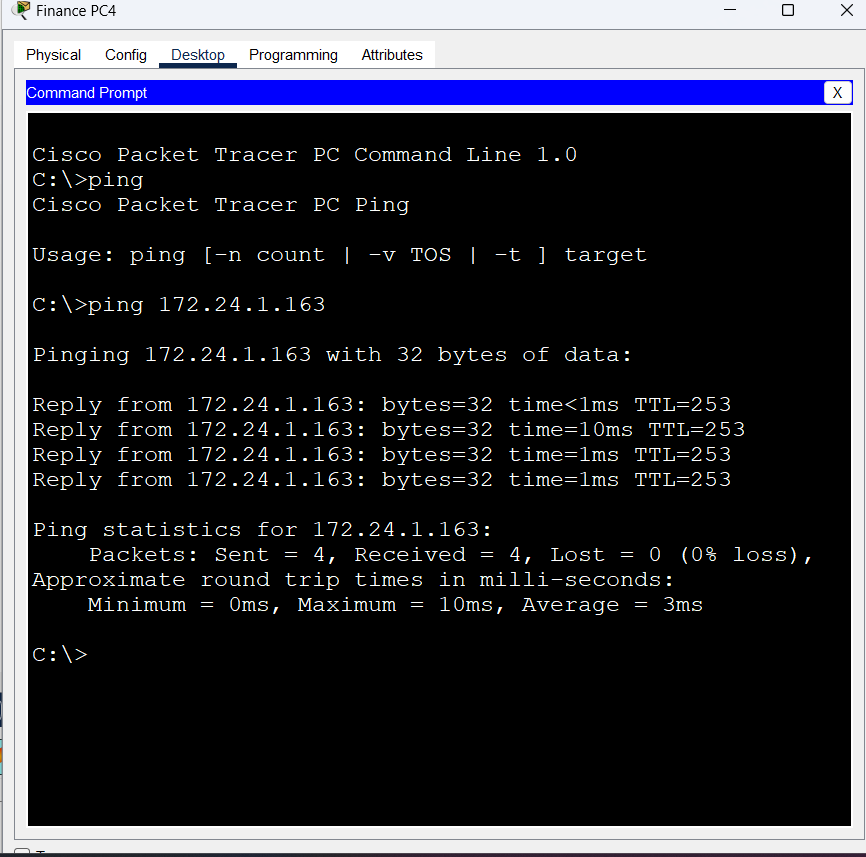 Finance PC4
Physical Config Desktop Programming Attributes
Command Prompt X
Cisco Packet Tracer PC Command Line 1.0
C:\>ping
Cisco Packet Tracer PC Ping
Usage: ping [-n count | -v TOS | -t ] target
C:\>ping 172.24.1.163
Pinging 172.24.1.163 with 32 bytes of data:
Reply from 172.24.1.163: bytes=32 time<1ms TTL=253
Reply from 172.24.1.163: bytes=32 time=10ms TTL=253
Reply from 172.24.1.163: bytes=32 time=1ms TTL=253
Reply from 172.24.1.163: bytes=32 time=1ms TTL=253
Ping statistics for 172.24.1.163:
Packets: Sent = 4, Received = 4, Lost = 0 (0% loss),
Approximate round trip times in milli-seconds:
Minimum = 0ms, Maximum = 10ms, Average = 3ms
C:\>